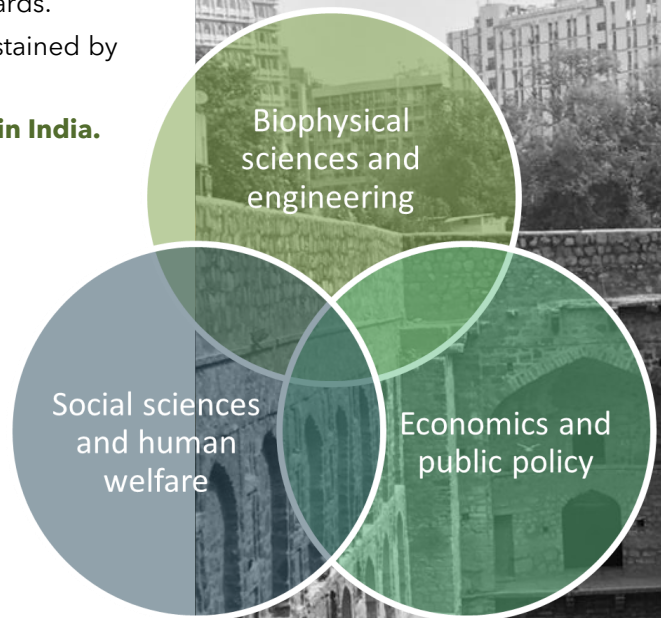 ards.
stained by
in India.
Biophysical
sciences and
engineering
Social sciences
and human
welfare
Economics and
public policy